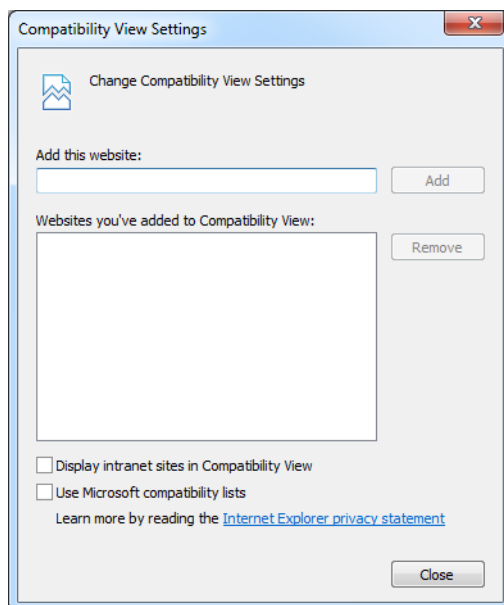 Compatibility View Settings
Change Compatibility View Settings
Add this website:
Add
Websites you've added to Compatibility View:
Remove
Display intranet sites in Compatibility View
Use Microsoft compatibility lists
Learn more by reading the Internet Explorer privacy statement
Close